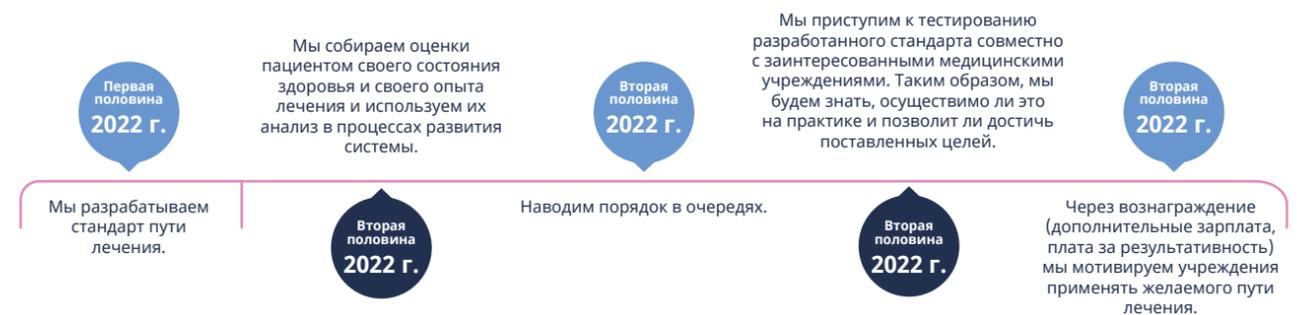 Первая
половина
2022 г.
Мы разрабатываем
стандарт пути
лечения.
Мы собираем оценки
пациентом своего состояния
здоровья и своего опыта
лечения и используем их
анализ в процессах развития
системы.
Вторая
половина
2022 г.
Вторая
половина
2022 г.
Наводим порядок в очередях.
Мы приступим к тестированию
разработанного стандарта совместно
с заинтересованными медицинскими
учреждениями. Таким образом, мы
будем знать, осуществимо ли это
на практике и позволит ли достичь
поставленных целей.
Вторая
половина
2022 г.
Вторая
половина
2022 г.
Через вознаграждение
(дополнительные зарплата,
плата за результативность)
мы мотивируем учреждения
применять желаемого пути
лечения.